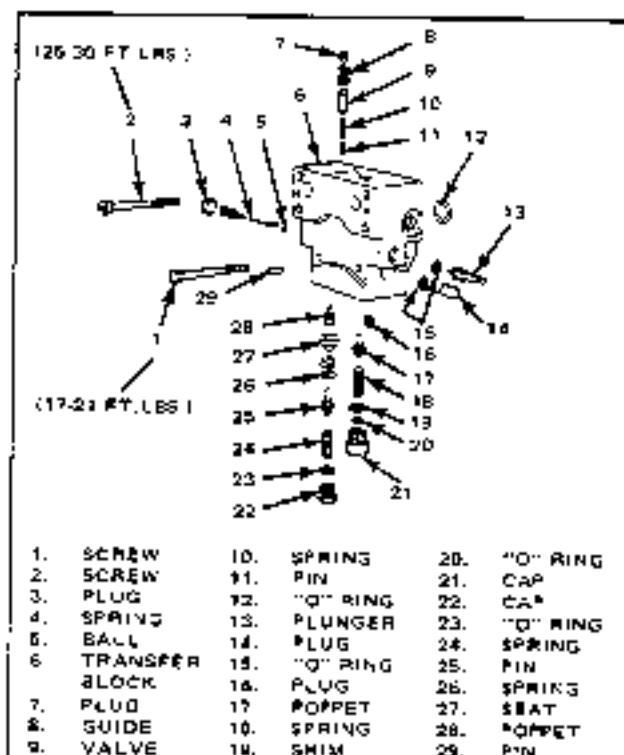 (26-30 FT. LBS.)
7
8
9
6
10
2
3
4
5
11
12
13
29
1
28
15
14
16
27
17
26
18
(17-21 FT. LBS.)
25
19
24
20
23
21
22
1. SCREW
2. SCREW
3. PLUG
4. SPRING
5. BALL
6 TRANSFER
BLOCK
7. PLUG
8. GUIDE
9. VALVE
10. SPRING
11. PIN
12. "O" RING
13. PLUNGER
14. PLUG
15. "O" RING
16. PLUG
17 POPPET
18. SPRING
19. SHIM
20. "O" RING
21. CAP
22. CAP
23. "O" RING
24. SPRING
25. PIN
26. SPRING
27. SEAT
28. POPPET
29. PIN